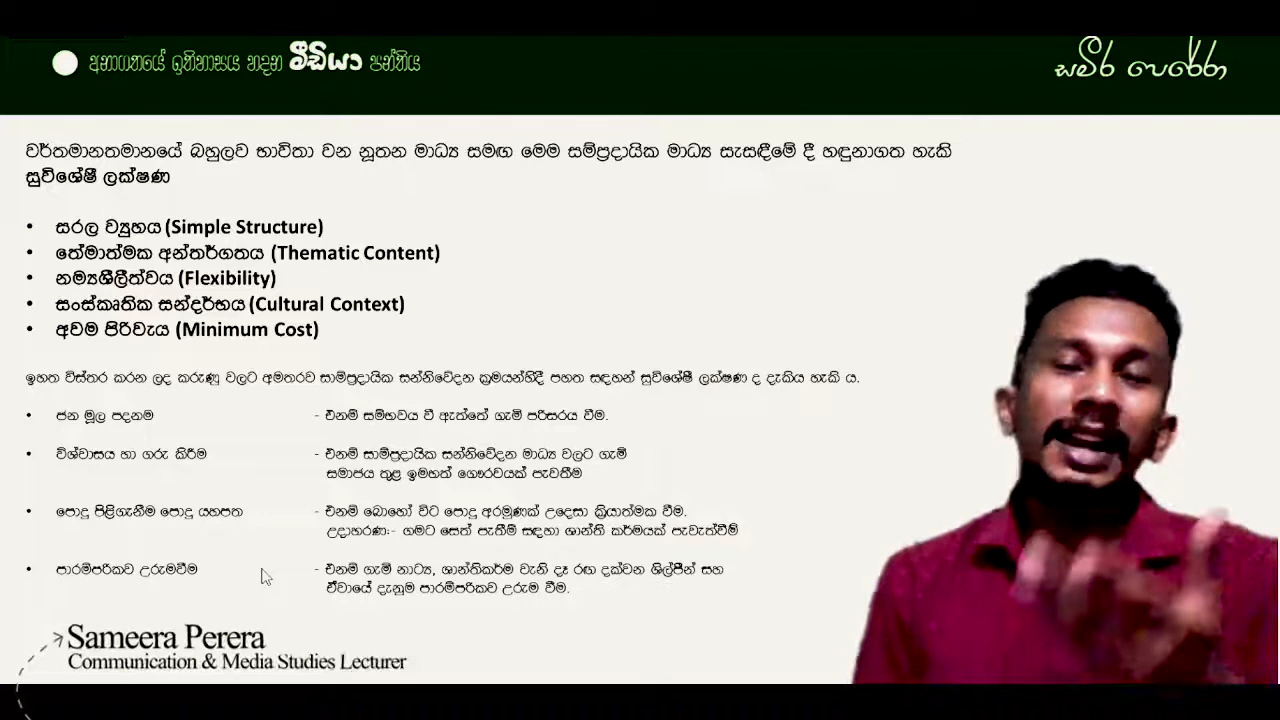 අනාගතයේ ඉතිහාසය හදන මීඩියා පන්තිය
සමීර පෙරේරා
වර්තමානතමානයේ බහුලව භාවිතා වන නූතන මාධ්‍ය සමඟ මෙම සම්ප්‍රදායික මාධ්‍ය සැසඳීමේ දී හඳුනාගත හැකි
සුවිශේෂී ලක්ෂණ
• සරල ව්‍යුහය (Simple Structure)
• තේමාත්මක අන්තර්ගතය (Thematic Content)
• නම්‍යශීලීත්වය (Flexibility)
• සංස්කෘතික සන්දර්භය (Cultural Context)
• අවම පිරිවැය (Minimum Cost)
ඉහත විස්තර කරන ලද කරුණු වලට අමතරව සාම්ප්‍රදායික සන්නිවේදන ක්‍රමයන්හිදී පහත සඳහන් සුවිශේෂී ලක්ෂණ ද දැකිය හැකි ය.
• ජන මූල පදනම - එනම් සම්භවය වී ඇත්තේ ගැමි පරිසරය වීම.
• විශ්වාසය හා ගරු කිරීම - එනම් සාම්ප්‍රදායික සන්නිවේදන මාධ්‍ය වලට ගැමි
සමාජය තුළ ඉමහත් ගෞරවයක් පැවතීම
• පොදු පිළිගැනීම පොදු යහපත - එනම් බොහෝ විට පොදු අරමුණක් උදෙසා ක්‍රියාත්මක වීම.
උදාහරණ:- ගමට සෙත් පැතීම සඳහා ශාන්ති කර්මයක් පැවැත්වීම්
• පාරම්පරිකව උරුමවීම - එනම් ගැමි නාට්‍ය, ශාන්තිකර්ම වැනි දෑ රඟ දක්වන ශිල්පීන් සහ
ඒවායේ දැනුම පාරම්පරිකව උරුම වීම.
Sameera Perera
Communication & Media Studies Lecturer